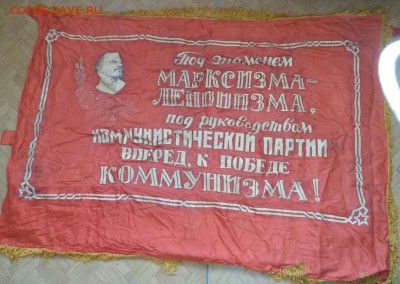 Под знаменем
МАРКСИЗМА-
ЛЕНИНИЗМА,
под руководством
КОММУНИСТИЧЕСКОЙ ПАРТИИ
ВПЕРЕД, К ПОБЕДЕ
КОММУНИЗМА!